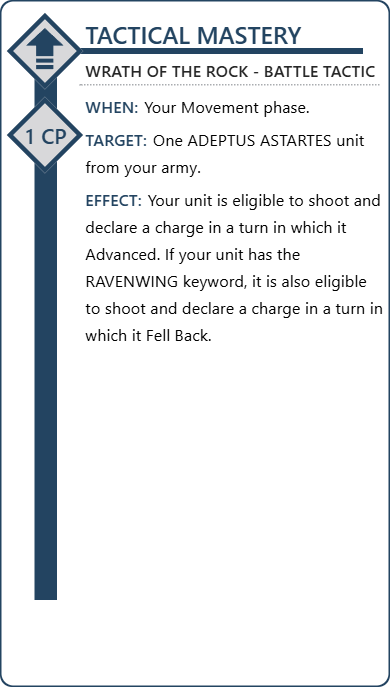 TACTICAL MASTERY
WRATH OF THE ROCK - BATTLE TACTIC
WHEN: Your Movement phase.
1 CP
TARGET: One ADEPTUS ASTARTES unit
from your army.
EFFECT: Your unit is eligible to shoot and
declare a charge in a turn in which it
Advanced. If your unit has the
RAVENWING keyword, it is also eligible
to shoot and declare a charge in a turn in
which it Fell Back.